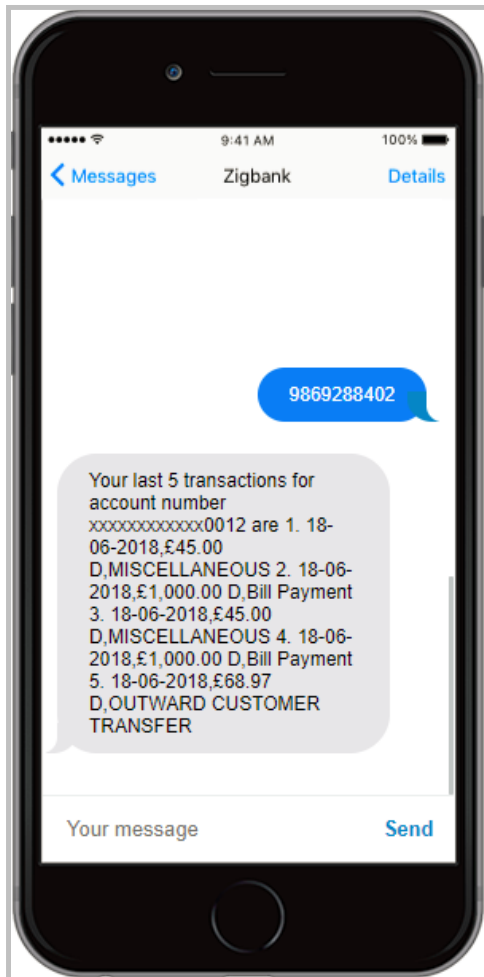 9:41 AM
100%
Messages
Zigbank
Details
9869288402
Your last 5 transactions for
account number
xxxxxxxxxxxx0012 are 1. 18-
06-2018,£45.00
D,MISCELLANEOUS 2. 18-06-
2018,£1,000.00 D,Bill Payment
3. 18-06-2018,£45.00
D,MISCELLANEOUS 4. 18-06-
2018,£1,000.00 D,Bill Payment
5. 18-06-2018,£68.97
D,OUTWARD CUSTOMER
TRANSFER
Your message
Send